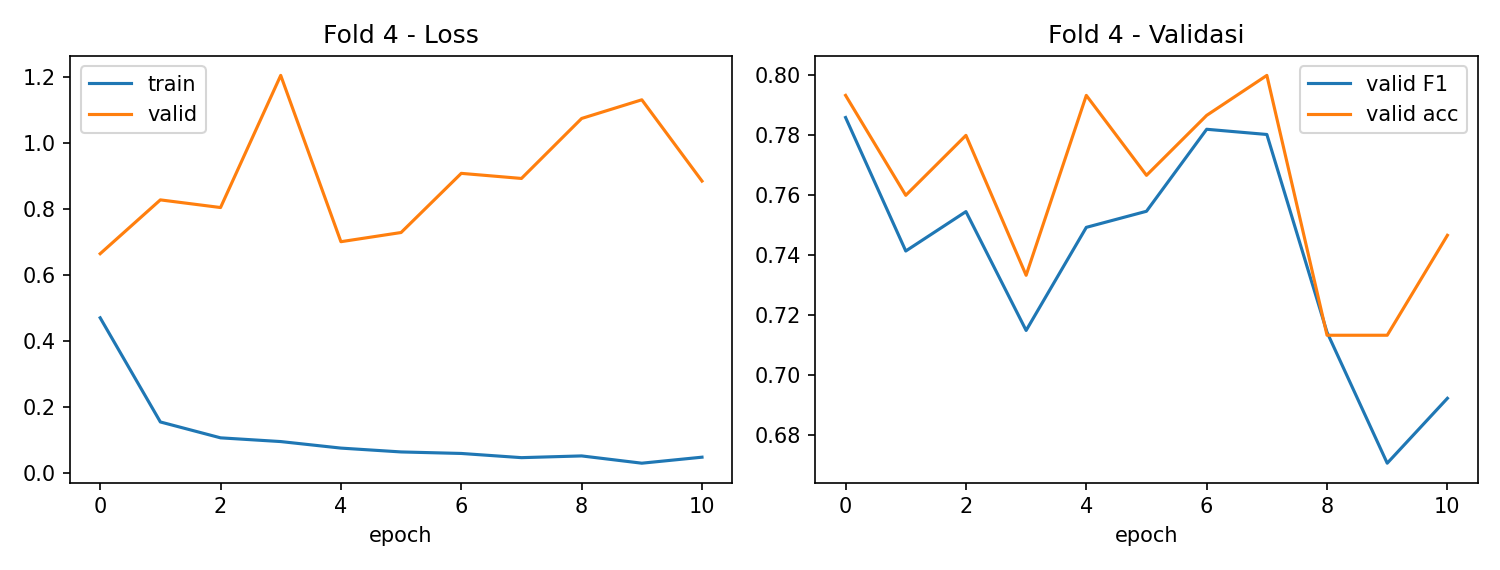 Fold 4 - Loss
train
valid
1.2
1.0
0.8
0.6
0.4
0.2
0.0
0 2 4 6 8 10
epoch
Fold 4 - Validasi
valid F1
valid acc
0.80
0.78
0.76
0.74
0.72
0.70
0.68
0 2 4 6 8 10
epoch